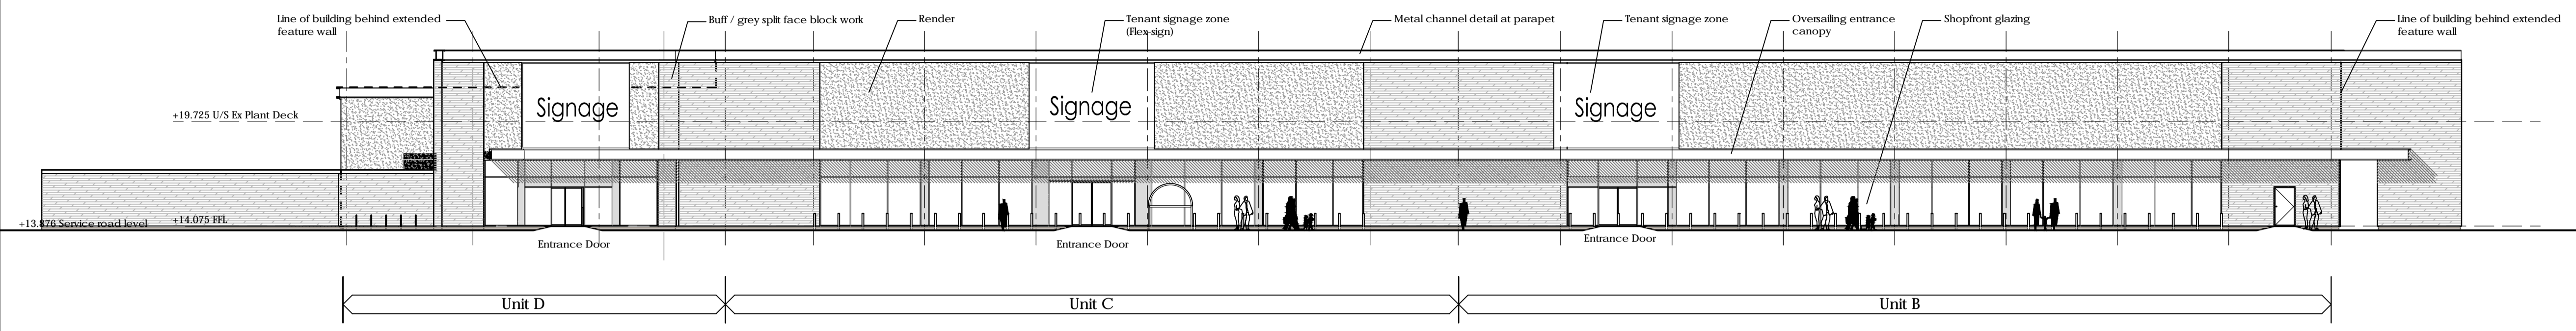 Line of building behind extended
feature wall
Buff / grey split face block work
Render
Tenant signage zone
(Flex-sign)
Metal channel detail at parapet
Tenant signage zone
Oversailing entrance
canopy
Shopfront glazing
Line of building behind extended
feature wall
Signage
Signage
Signage
+19.725 U/S Ex Plant Deck
+13.876 Service road level
+14.075 FFL
Entrance Door
Entrance Door
Entrance Door
Unit D
Unit C
Unit B